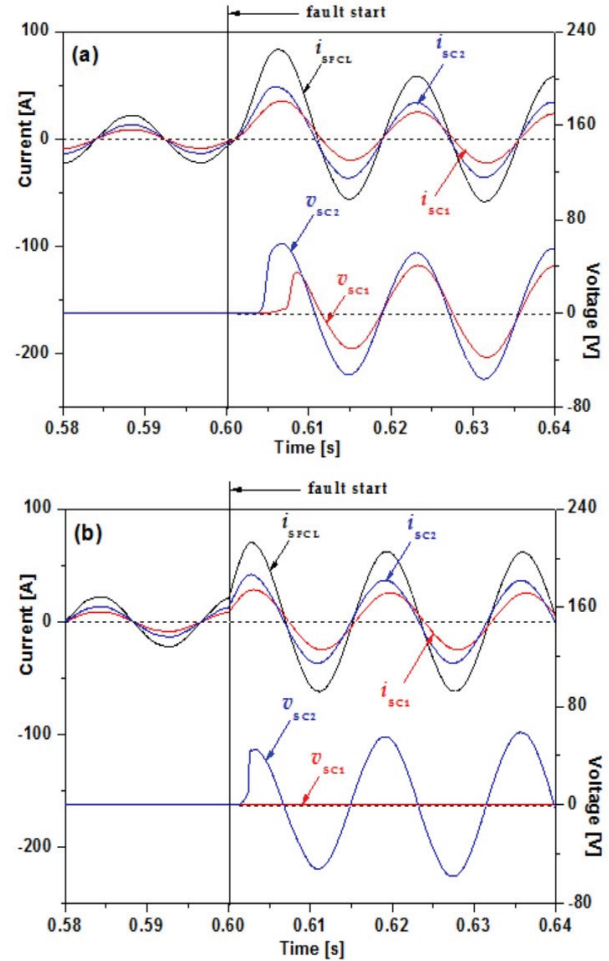 fault start
(a)
i SFCL
i SC2
i SC1
v SC2
v SC1
Current [A]
100
0
-100
-200
Voltage [V]
240
160
80
0
-80
0.58 0.59 0.60 0.61 0.62 0.63 0.64
Time [s]
fault start
(b)
i SFCL
i SC2
i SC1
v SC2
v SC1
Current [A]
100
0
-100
-200
Voltage [V]
240
160
80
0
-80
0.58 0.59 0.60 0.61 0.62 0.63 0.64
Time [s]